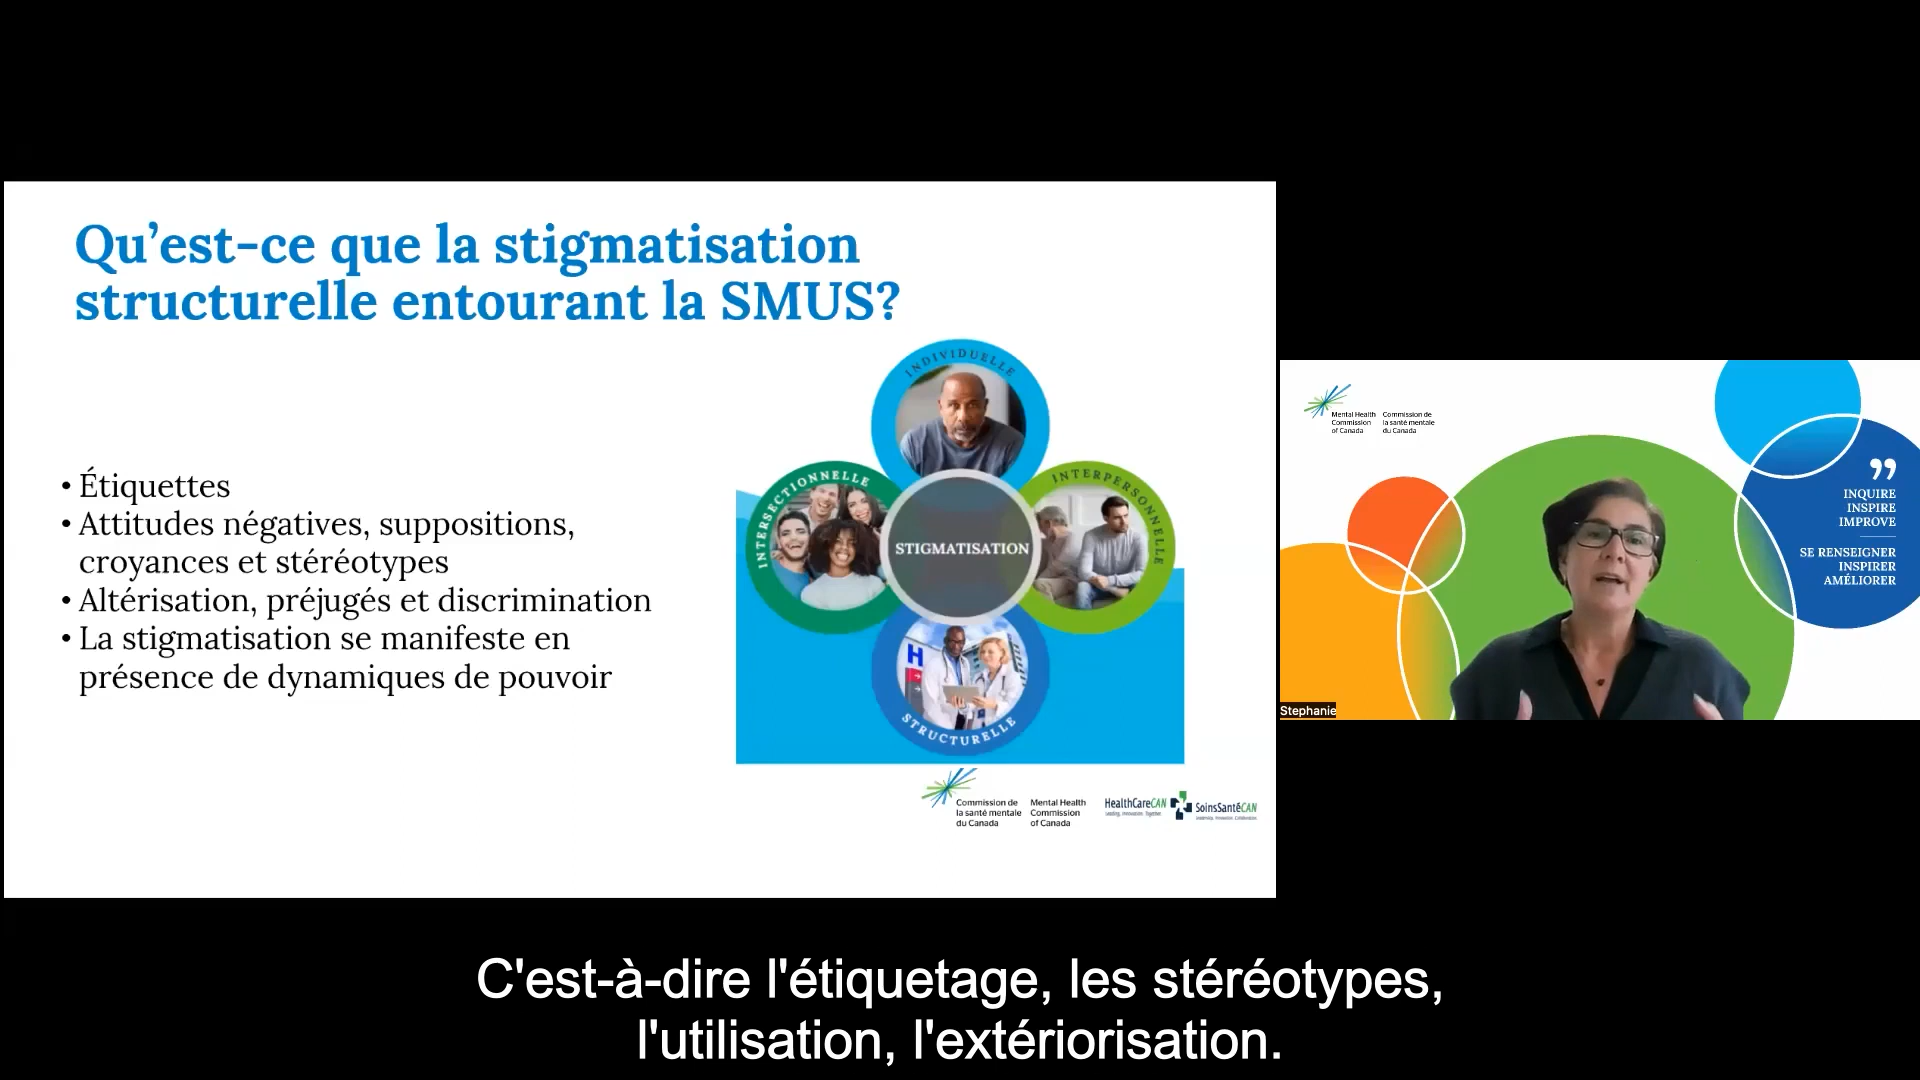 Qu’est-ce que la stigmatisation
structurelle entourant la SMUS?
• Étiquettes
• Attitudes négatives, suppositions,
croyances et stéréotypes
• Altérisation, préjugés et discrimination
• La stigmatisation se manifeste en
présence de dynamiques de pouvoir
INDIVIDUELLE
INTERSECTIONNELLE
INTERPERSONNELLE
STIGMATISATION
H
STRUCTURELLE
Commission de
la santé mentale
du Canada
Mental Health
Commission
of Canada
HealthCareCAN
SoinsSantéCAN
Mental Health
Commission
of Canada
Commission de
la santé mentale
du Canada
INQUIRE
INSPIRE
IMPROVE
SE RENSEIGNER
INSPIRER
AMÉLIORER
Stephanie
C'est-à-dire l'étiquetage, les stéréotypes,
l'utilisation, l'extériorisation.